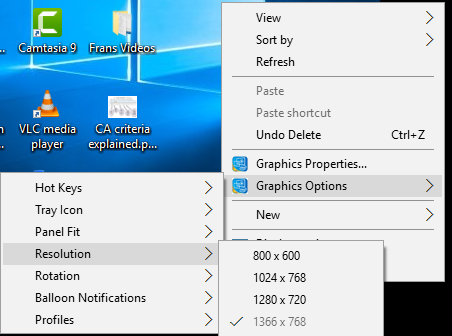 Camtasia 9
Frans Videos
VLC media
player
CA criteria
explained.p...
View
Sort by
Refresh
Paste
Paste shortcut
Undo Delete Ctrl+Z
Graphics Properties...
Graphics Options
New
Hot Keys
Tray Icon
Panel Fit
Resolution
Rotation
Balloon Notifications
Profiles
800 x 600
1024 x 768
1280 x 720
1366 x 768